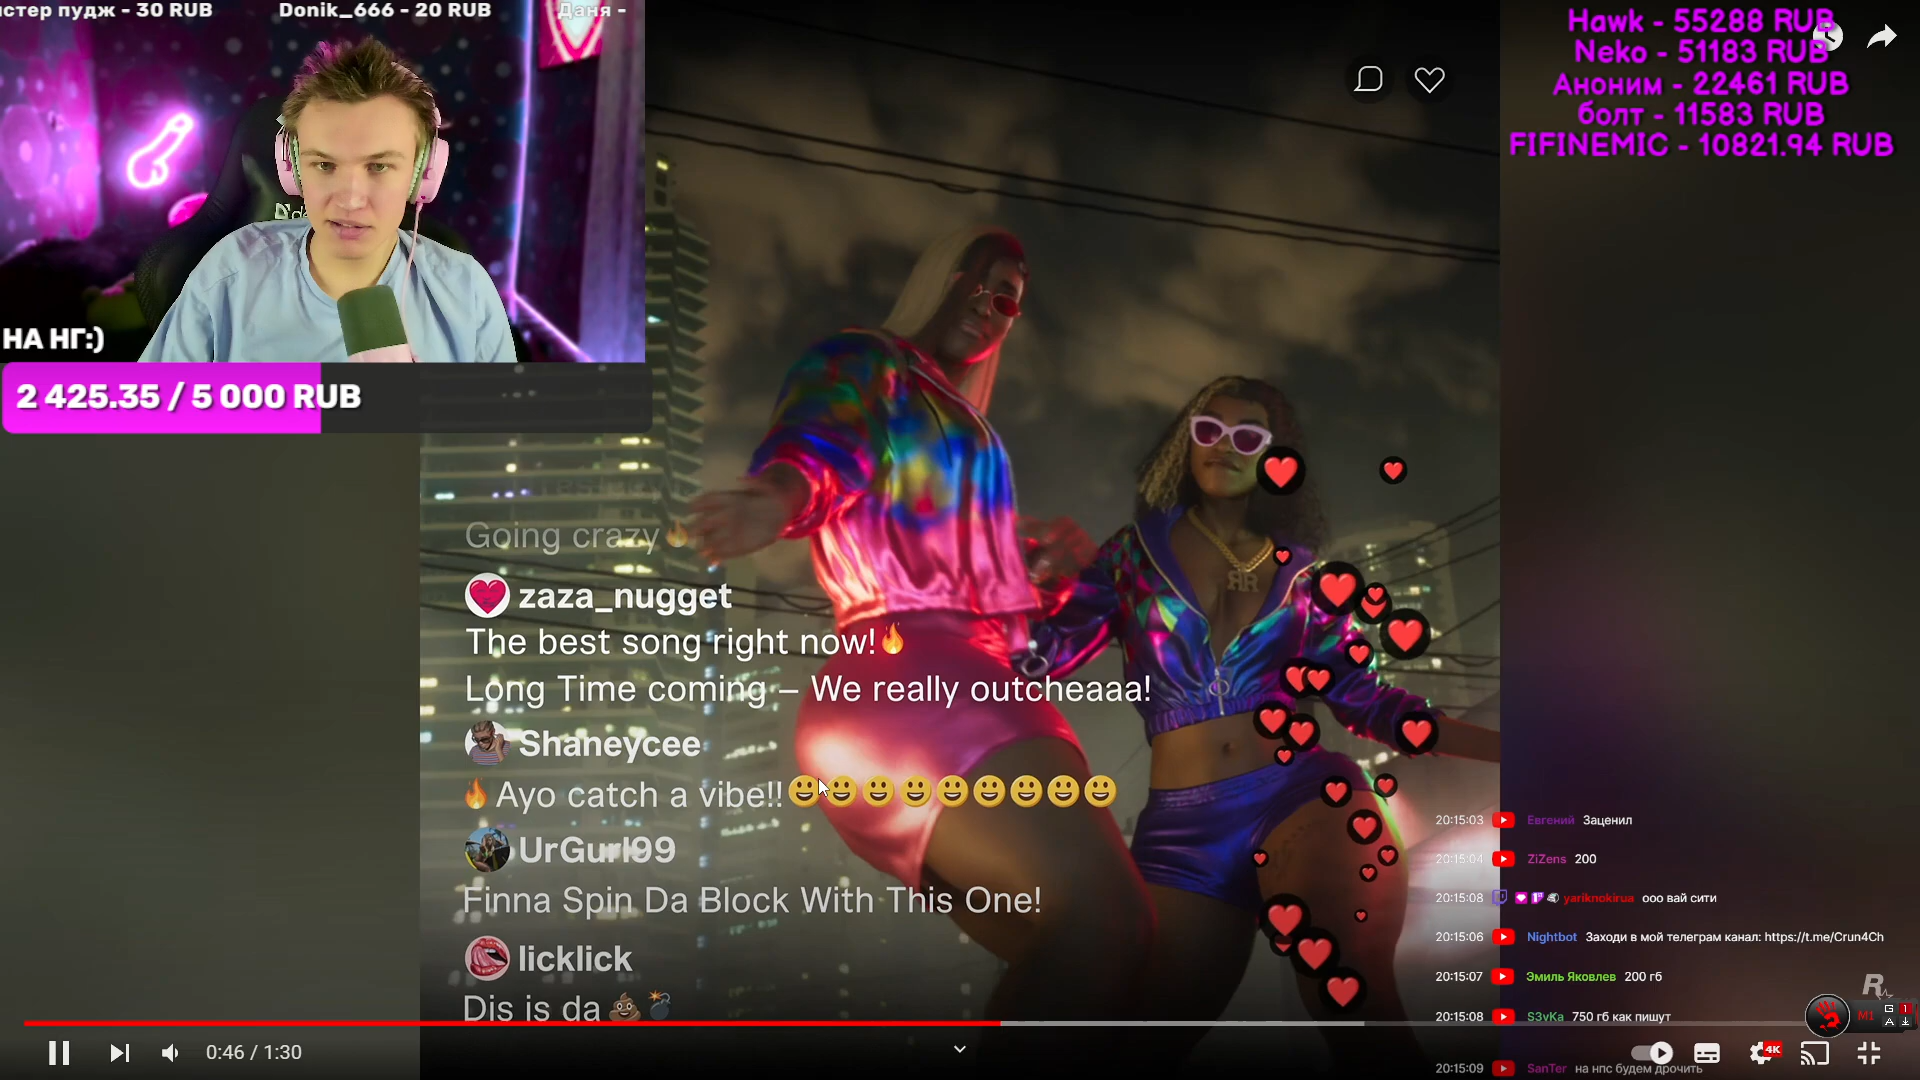 стер пудж - 30 RUB Donik_666 - 20 RUB Даня -
Hawk - 55288 RUB
Neko - 51183 RUB
Аноним - 22461 RUB
болт - 11583 RUB
FIFINEMIC - 10821.94 RUB
НА НГ:)
2 425.35 / 5 000 RUB
Going crazy🔥
zaza_nugget
The best song right now!🔥
Long Time coming – We really outcheaaa!
Shaneycee
🔥Ayo catch a vibe!!😀😀😀😀😀😀😀😀😀
UrGurl99
Finna Spin Da Block With This One!
licklick
Dis is da💩💣
20:15:03 Евгений Заценил
20:15:04 ZiZens 200
20:15:08 yariknokirua ооо вай сити
20:15:06 Nightbot Заходи в мой телеграм канал: https://t.me/Crun4Ch
20:15:07 Эмиль Яковлев 200 гб
20:15:08 S3vKa 750 гб как пишут
20:15:09 SanTer на нпс будем дрочить
R
M1 G 1
A
0:46 / 1:30
4K